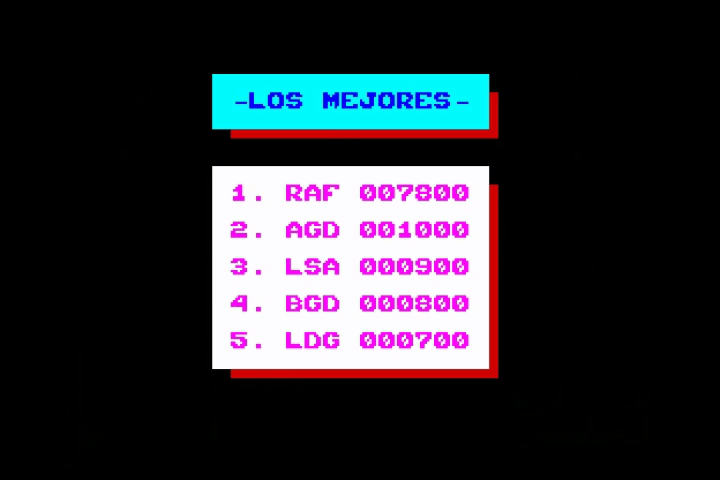 -LOS MEJORES-
1. RAF 007800
2. AGD 001000
3. LSA 000900
4. BGD 000800
5. LDG 000700